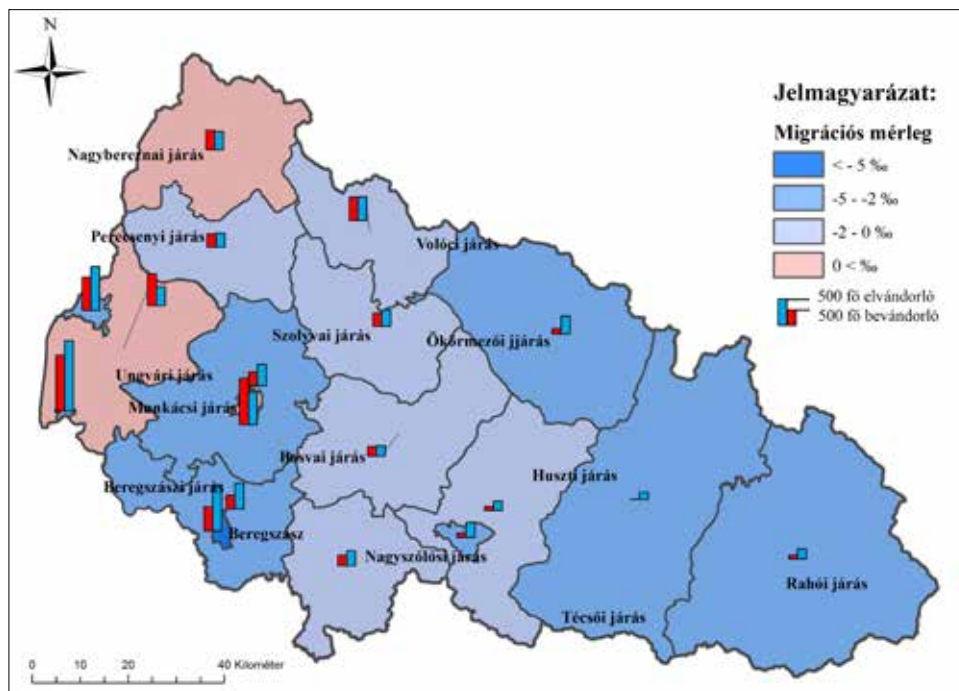 N
Jelmagyarázat:
Migrációs mérleg
< - 5 ‰
-5 - -2 ‰
-2 - 0 ‰
0 < ‰
500 fő elvándorló
500 fő bevándorló
Nagybereznai járás
Perecsenyi járás
Volóci járás
Szolyvai járás
Ökörmezői jjárás
Ungvári járás
Munkácsi járás
Ilosvai járás
Huszti járás
Beregszászi járás
Beregszász
Nagyszőlősi járás
Rahói járás
Técsői járás
0 10 20 40 Kilométer